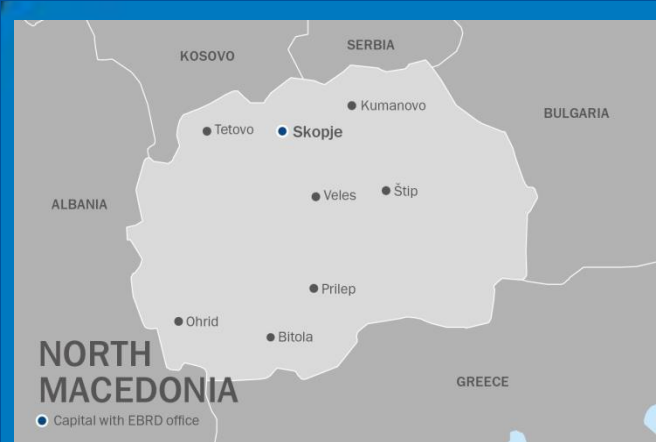 SERBIA
KOSOVO
Kumanovo
BULGARIA
Tetovo
Skopje
Štip
Veles
ALBANIA
Prilep
Ohrid
Bitola
NORTH
MACEDONIA
GREECE
Capital with EBRD office